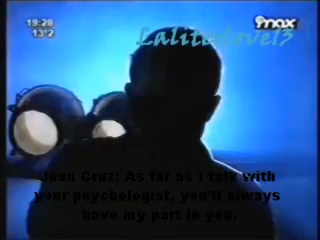 19:20
13'2
max
Lalitrelove13
Juan Cruz: As far as I talk with
your psychologist, you'll always
have my part in you.